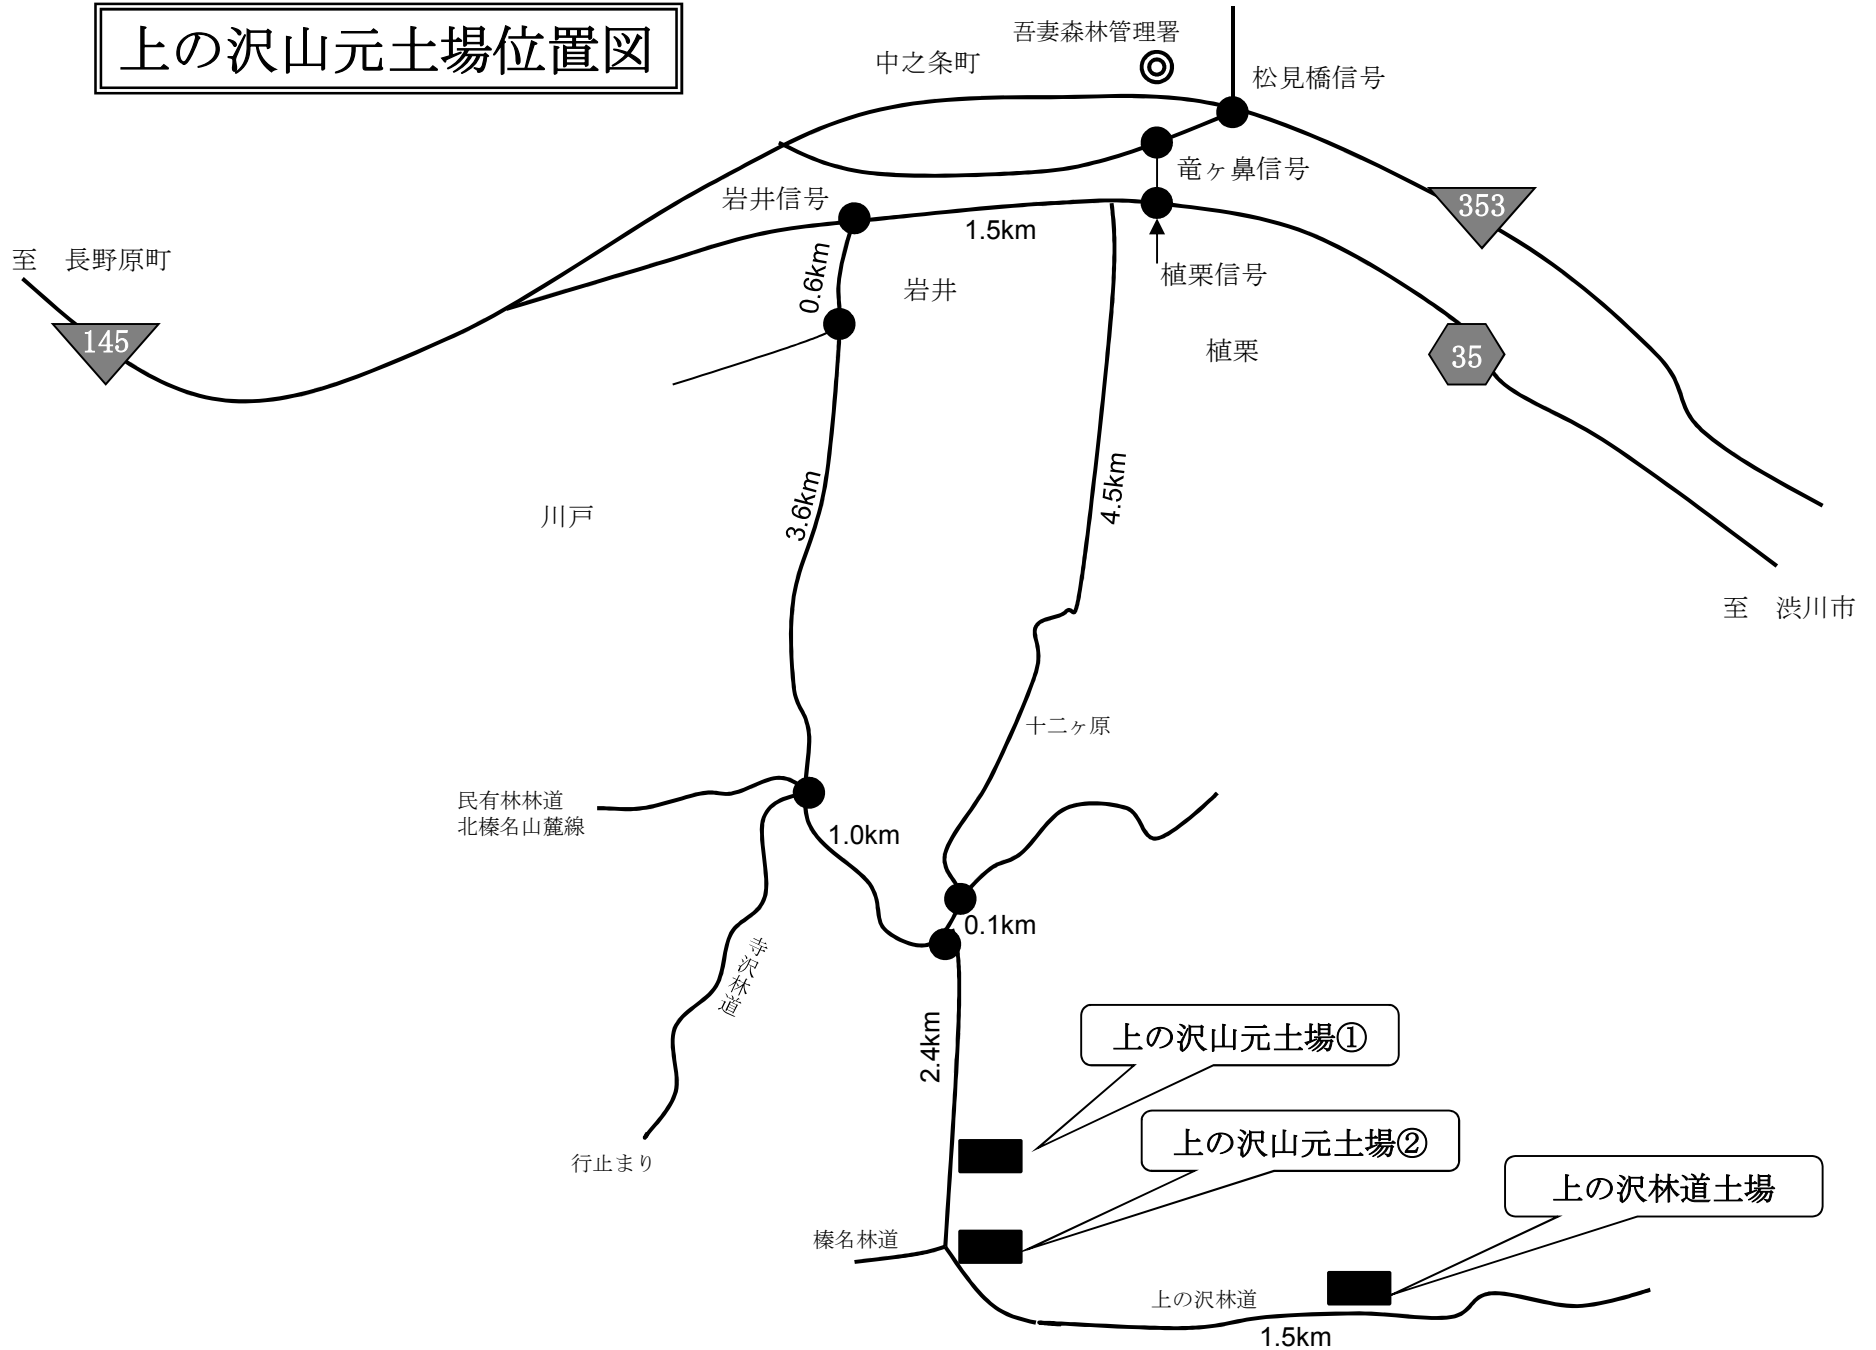 上の沢山元土場位置図
吾妻森林管理署
中之条町
松見橋信号
竜ヶ鼻信号
岩井信号
353
1.5km
至　長野原町
0.6km
植栗信号
岩井
145
植栗
35
3.6km
4.5km
川戸
至　渋川市
十二ヶ原
民有林林道
北榛名山麓線
1.0km
0.1km
寺沢林道
2.4km
上の沢山元土場①
上の沢山元土場②
行止まり
上の沢林道土場
榛名林道
上の沢林道
1.5km